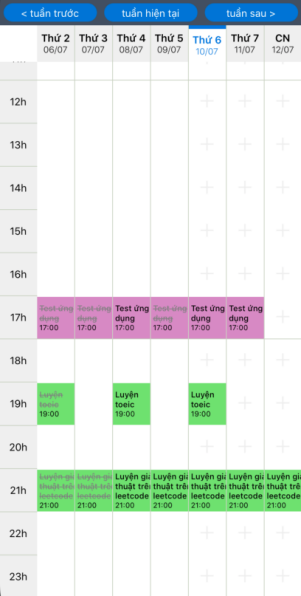 < tuần trước tuần hiện tại tuần sau >
Thứ 2 Thứ 3 Thứ 4 Thứ 5 Thứ 6 Thứ 7 CN
06/07 07/07 08/07 09/07 10/07 11/07 12/07
12h
13h
14h
15h
16h
17h
Test ứng Test ứng Test ứng Test ứng Test ứng Test ứng
dụng dụng dụng dụng dụng dụng
17:00 17:00 17:00 17:00 17:00 17:00
18h
19h
Luyện Luyện Luyện
toeic toeic toeic
19:00 19:00 19:00
20h
21h
Luyện giả Luyện giả Luyện giả Luyện giả Luyện giả Luyện giả Luyện giả
thuật trê thuật trê thuật trê thuật trê thuật trê thuật trê thuật trê
leetcode leetcode leetcode leetcode leetcode leetcode leetcode
21:00 21:00 21:00 21:00 21:00 21:00 21:00
22h
23h